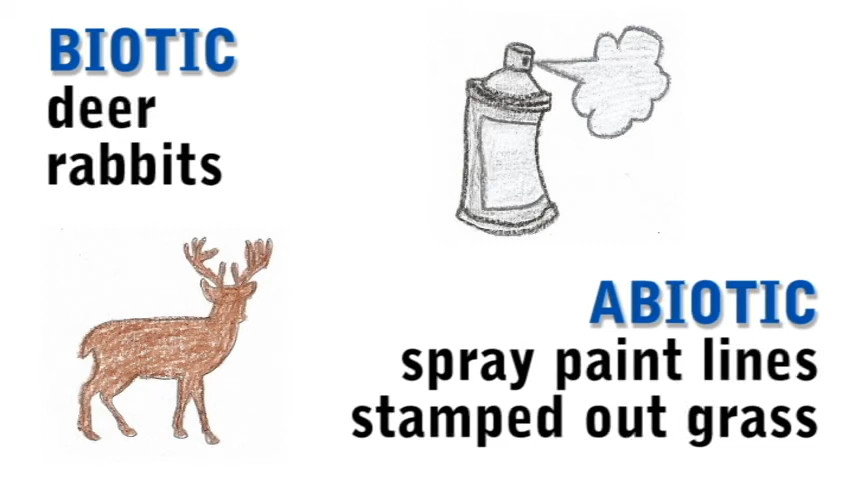 BIOTIC
deer
rabbits
ABIOTIC
spray paint lines
stamped out grass